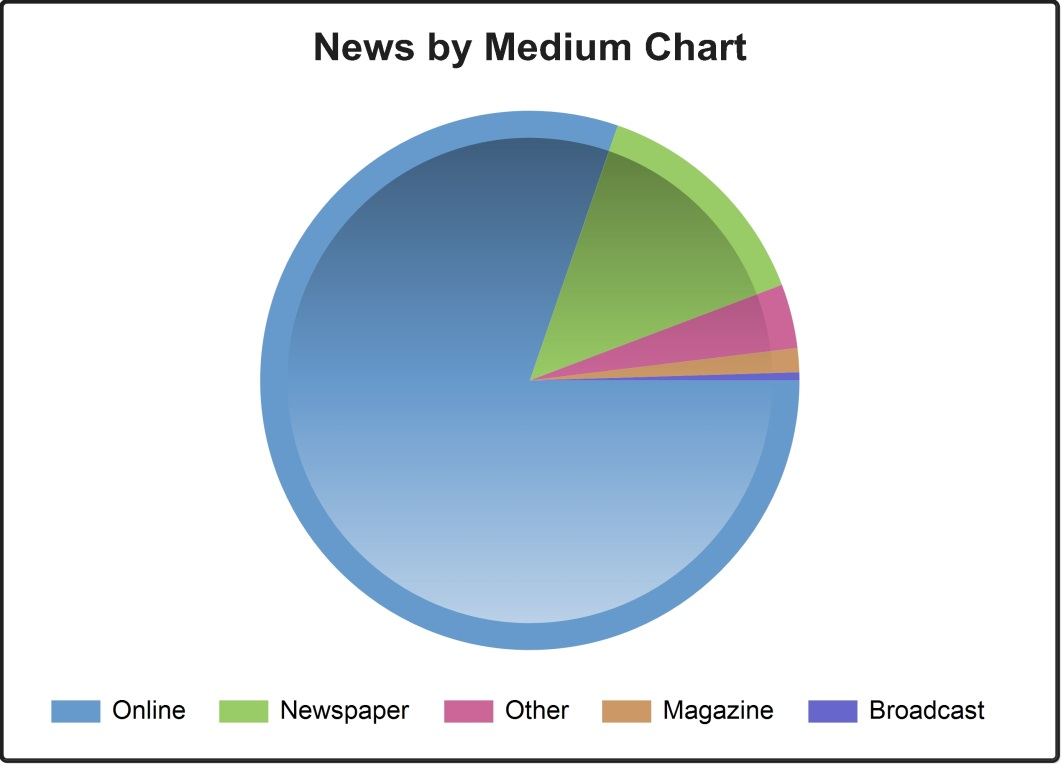 News by Medium Chart
Online Newspaper Other Magazine Broadcast